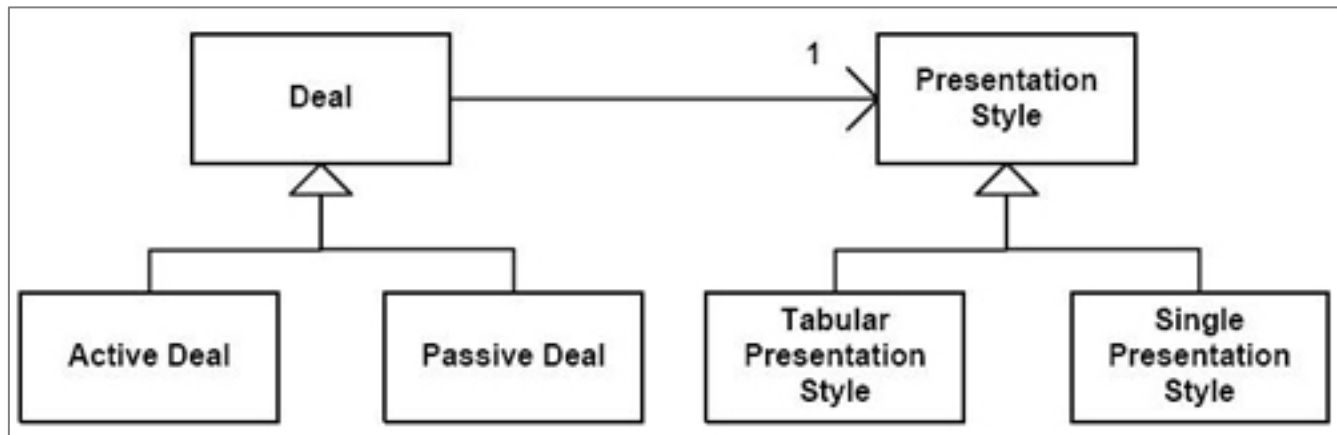 Deal
1
Presentation
Style
Active Deal
Passive Deal
Tabular
Presentation
Style
Single
Presentation
Style